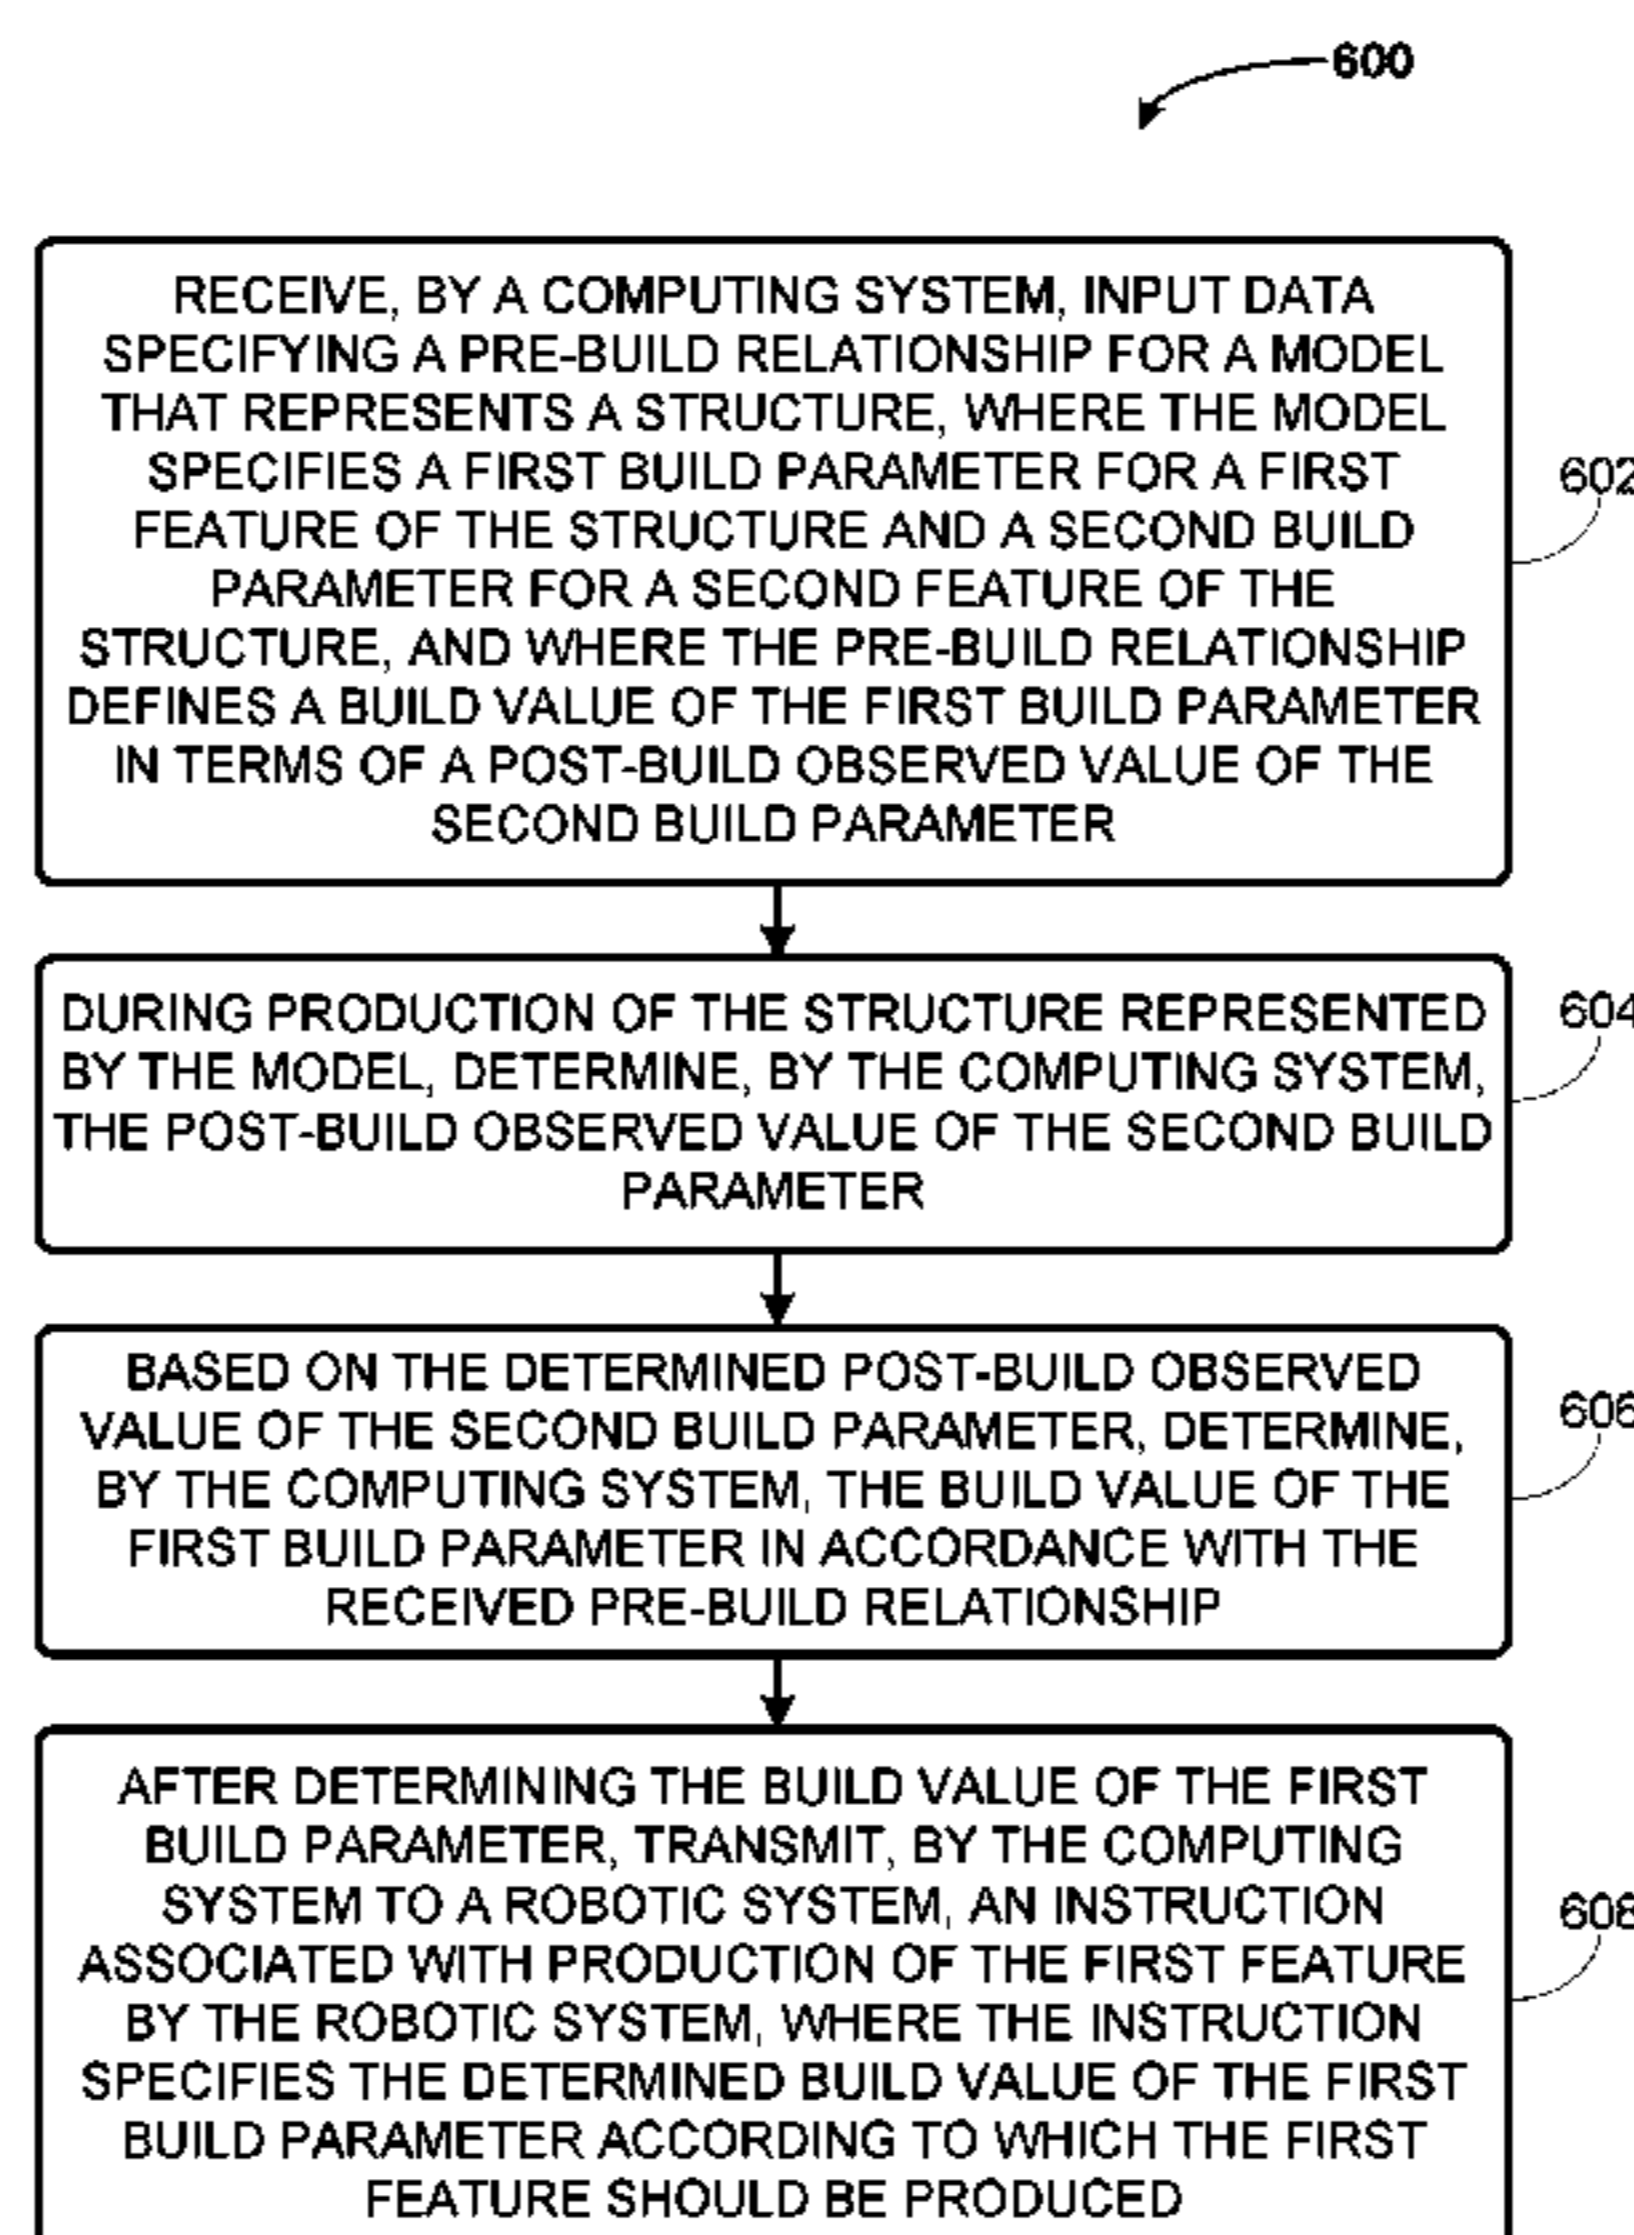 600
RECEIVE, BY A COMPUTING SYSTEM, INPUT DATA
SPECIFYING A PRE-BUILD RELATIONSHIP FOR A MODEL
THAT REPRESENTS A STRUCTURE, WHERE THE MODEL
SPECIFIES A FIRST BUILD PARAMETER FOR A FIRST
FEATURE OF THE STRUCTURE AND A SECOND BUILD
PARAMETER FOR A SECOND FEATURE OF THE
STRUCTURE, AND WHERE THE PRE-BUILD RELATIONSHIP
DEFINES A BUILD VALUE OF THE FIRST BUILD PARAMETER
IN TERMS OF A POST-BUILD OBSERVED VALUE OF THE
SECOND BUILD PARAMETER
602
DURING PRODUCTION OF THE STRUCTURE REPRESENTED
BY THE MODEL, DETERMINE, BY THE COMPUTING SYSTEM,
THE POST-BUILD OBSERVED VALUE OF THE SECOND BUILD
PARAMETER
604
BASED ON THE DETERMINED POST-BUILD OBSERVED
VALUE OF THE SECOND BUILD PARAMETER, DETERMINE,
BY THE COMPUTING SYSTEM, THE BUILD VALUE OF THE
FIRST BUILD PARAMETER IN ACCORDANCE WITH THE
RECEIVED PRE-BUILD RELATIONSHIP
606
AFTER DETERMINING THE BUILD VALUE OF THE FIRST
BUILD PARAMETER, TRANSMIT, BY THE COMPUTING
SYSTEM TO A ROBOTIC SYSTEM, AN INSTRUCTION
ASSOCIATED WITH PRODUCTION OF THE FIRST FEATURE
BY THE ROBOTIC SYSTEM, WHERE THE INSTRUCTION
SPECIFIES THE DETERMINED BUILD VALUE OF THE FIRST
BUILD PARAMETER ACCORDING TO WHICH THE FIRST
FEATURE SHOULD BE PRODUCED
608